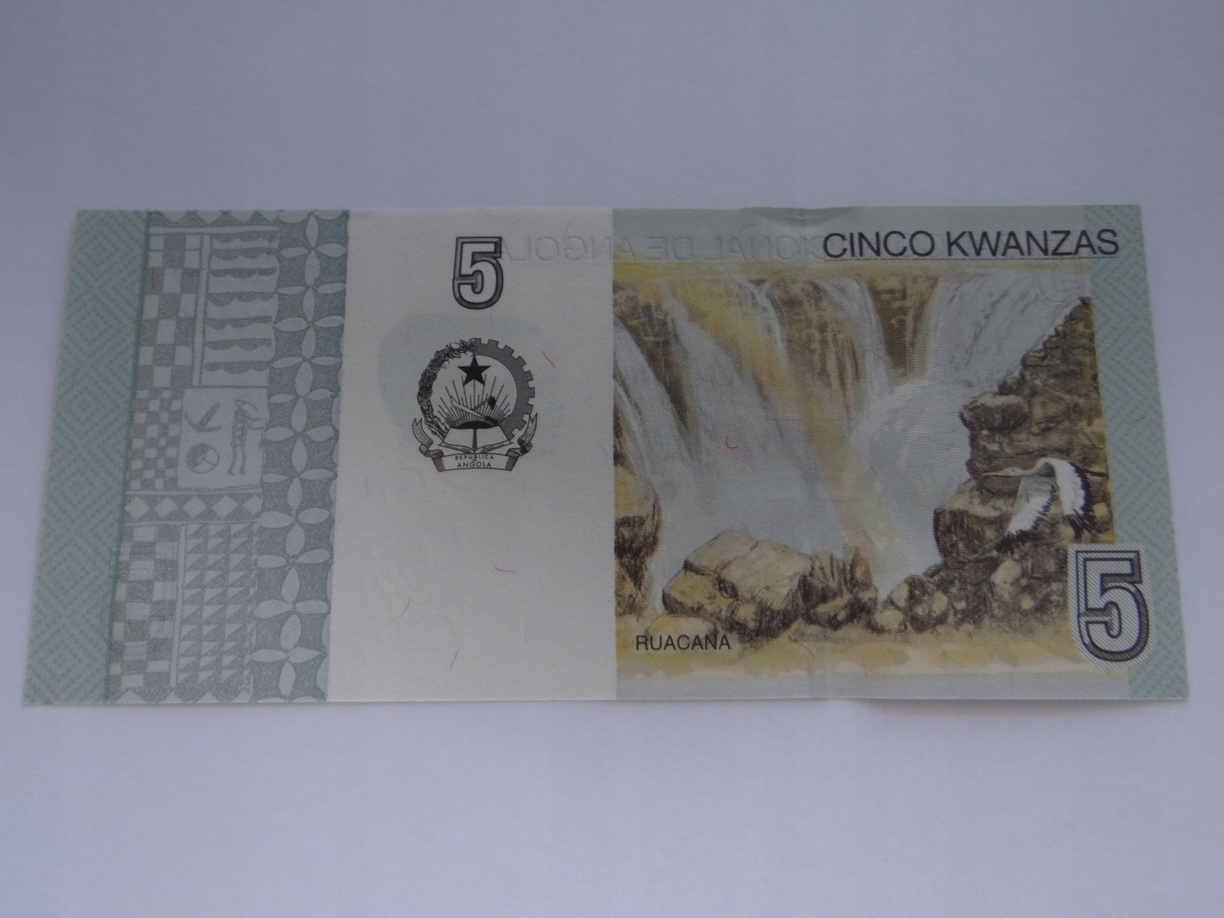 5
CINCO KWANZAS
REPÚBLICA
ANGOLA
RUACANA
5